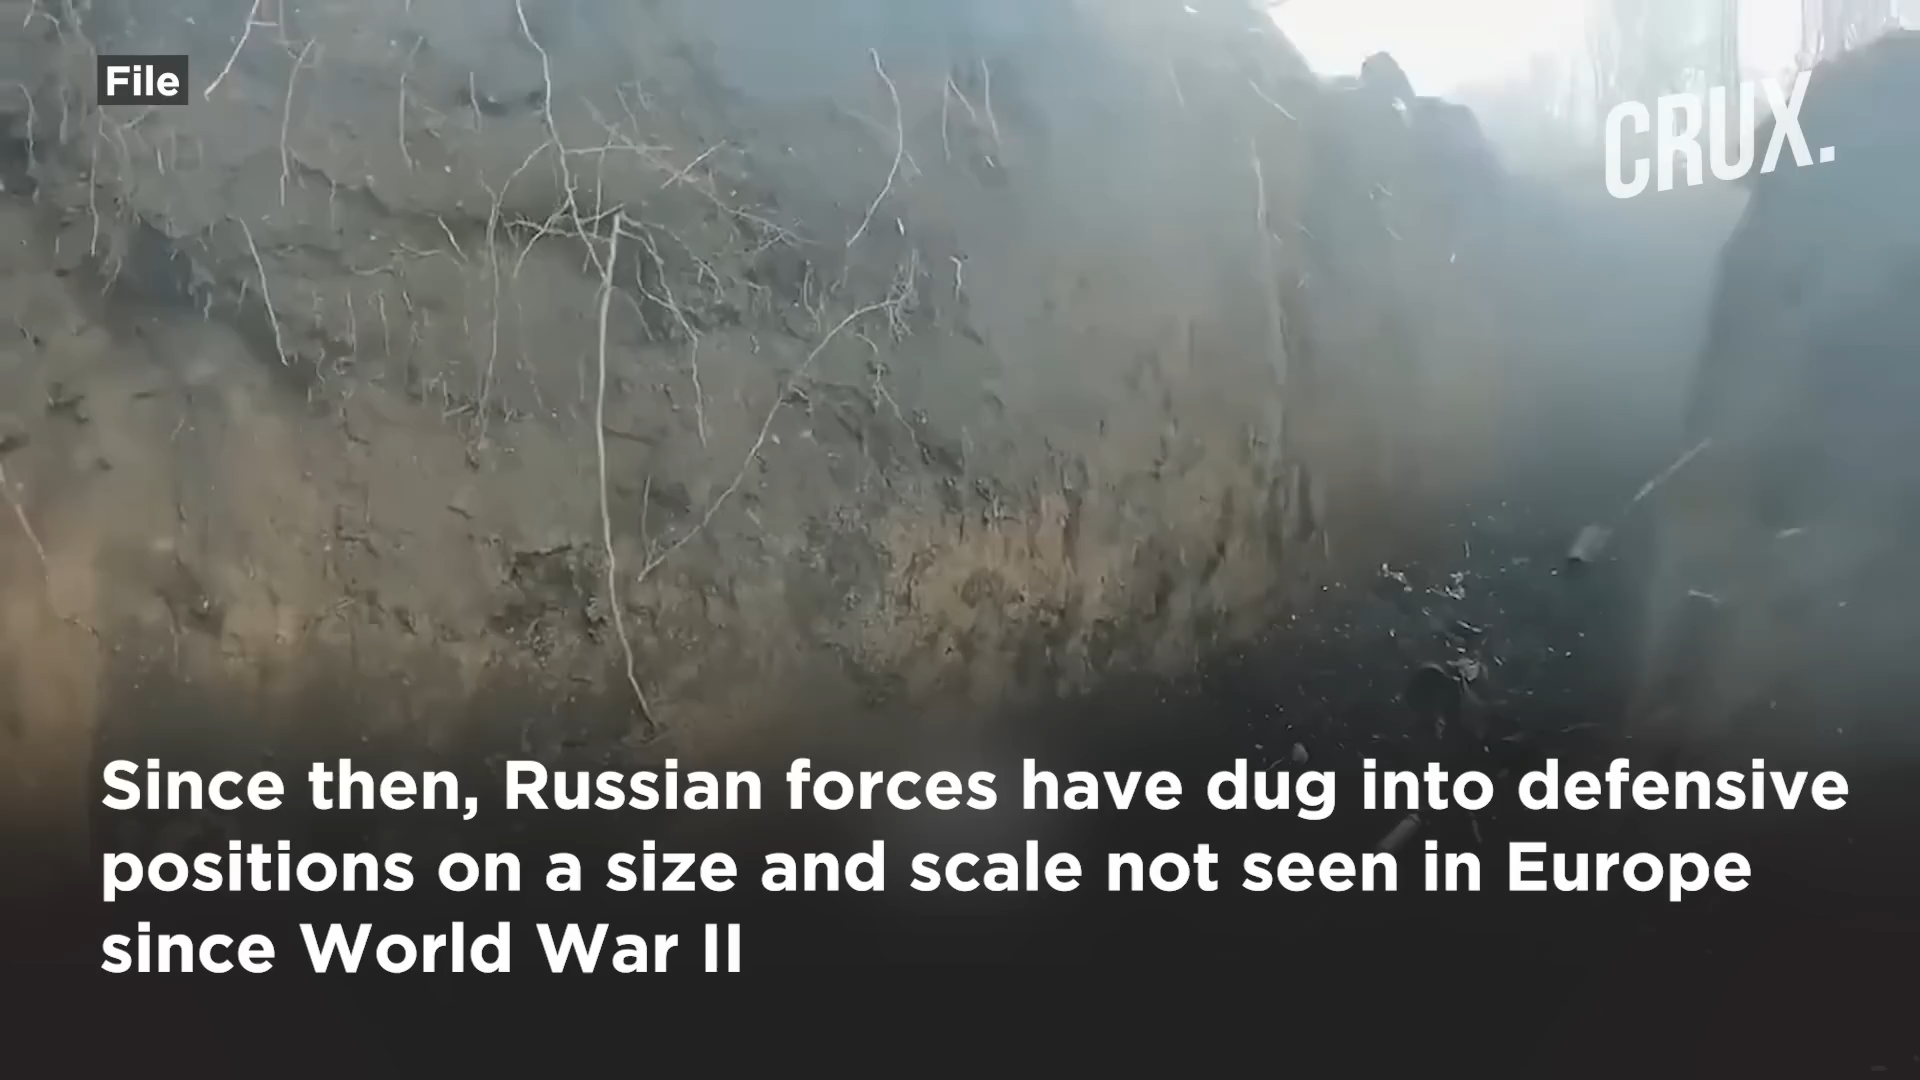 File
CRUX.
Since then, Russian forces have dug into defensive
positions on a size and scale not seen in Europe
since World War II